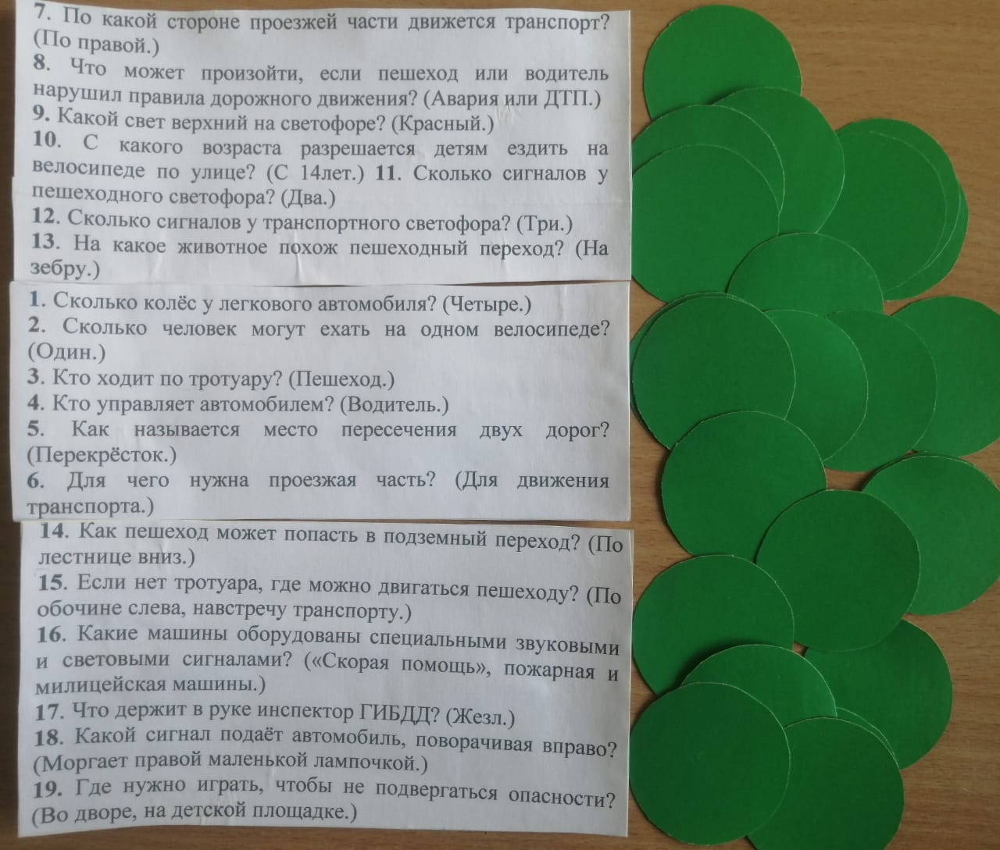 7. По какой стороне проезжей части движется транспорт?
(По правой.)
8. Что может произойти, если пешеход или водитель
нарушил правила дорожного движения? (Авария или ДТП.)
9. Какой свет верхний на светофоре? (Красный.)
10. С какого возраста разрешается детям ездить на
велосипеде по улице? (С 14лет.) 11. Сколько сигналов у
пешеходного светофора? (Два.)
12. Сколько сигналов у транспортного светофора? (Три.)
13. На какое животное похож пешеходный переход? (На
зебру.)
1. Сколько колёс у легкового автомобиля? (Четыре.)
2. Сколько человек могут ехать на одном велосипеде?
(Один.)
3. Кто ходит по тротуару? (Пешеход.)
4. Кто управляет автомобилем? (Водитель.)
5. Как называется место пересечения двух дорог?
(Перекрёсток.)
6. Для чего нужна проезжая часть? (Для движения
транспорта.)
14. Как пешеход может попасть в подземный переход? (По
лестнице вниз.)
15. Если нет тротуара, где можно двигаться пешеходу? (По
обочине слева, навстречу транспорту.)
16. Какие машины оборудованы специальными звуковыми
и световыми сигналами? («Скорая помощь», пожарная и
милицейская машины.)
17. Что держит в руке инспектор ГИБДД? (Жезл.)
18. Какой сигнал подаёт автомобиль, поворачивая вправо?
(Моргает правой маленькой лампочкой.)
19. Где нужно играть, чтобы не подвергаться опасности?
(Во дворе, на детской площадке.)